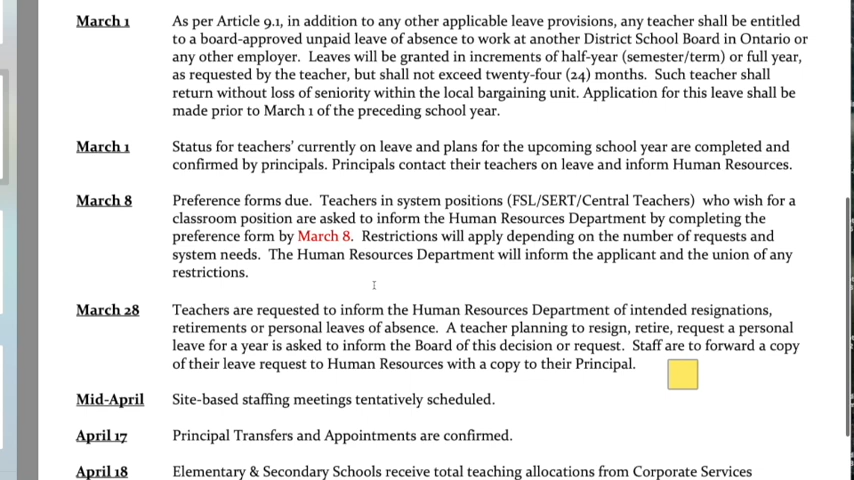 March 1 As per Article 9.1, in addition to any other applicable leave provisions, any teacher shall be entitled
to a board-approved unpaid leave of absence to work at another District School Board in Ontario or
any other employer. Leaves will be granted in increments of half-year (semester/term) or full year,
as requested by the teacher, but shall not exceed twenty-four (24) months. Such teacher shall
return without loss of seniority within the local bargaining unit. Application for this leave shall be
made prior to March 1 of the preceding school year.
March 1 Status for teachers' currently on leave and plans for the upcoming school year are completed and
confirmed by principals. Principals contact their teachers on leave and inform Human Resources.
March 8 Preference forms due. Teachers in system positions (FSL/SERT/Central Teachers) who wish for a
classroom position are asked to inform the Human Resources Department by completing the
preference form by March 8. Restrictions will apply depending on the number of requests and
system needs. The Human Resources Department will inform the applicant and the union of any
restrictions.
March 28 Teachers are requested to inform the Human Resources Department of intended resignations,
retirements or personal leaves of absence. A teacher planning to resign, retire, request a personal
leave for a year is asked to inform the Board of this decision or request. Staff are to forward a copy
of their leave request to Human Resources with a copy to their Principal.
Mid-April Site-based staffing meetings tentatively scheduled.
April 17 Principal Transfers and Appointments are confirmed.
April 18 Elementary & Secondary Schools receive total teaching allocations from Corporate Services